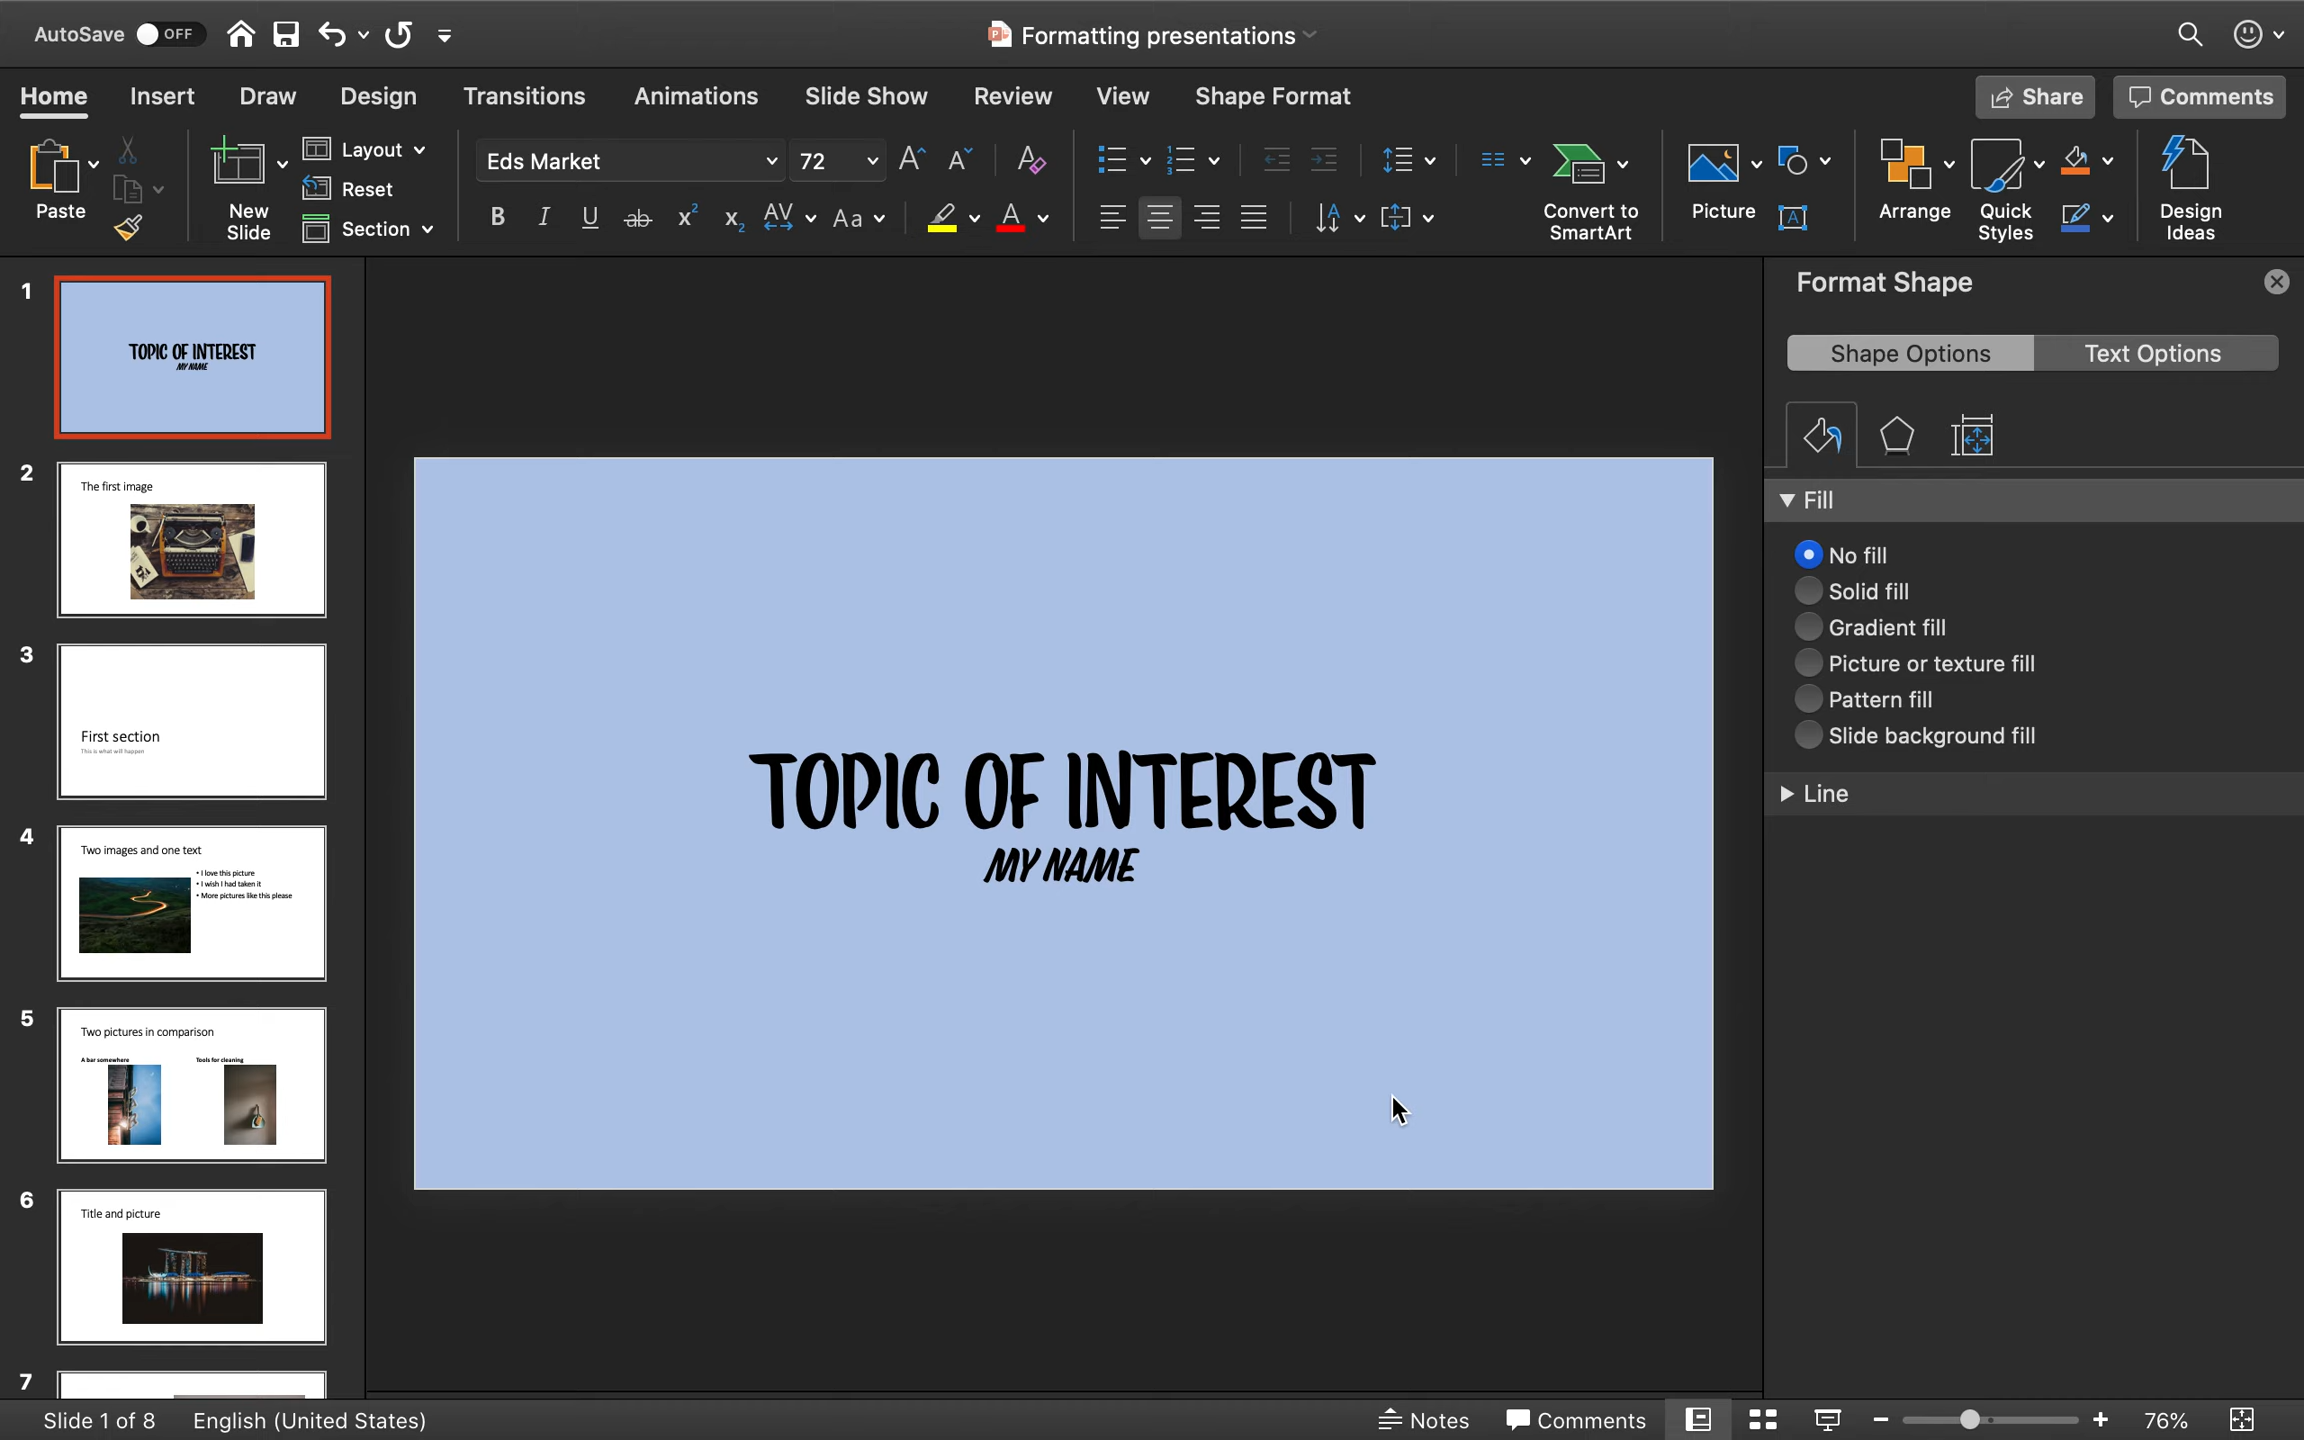 AutoSave OFF
Formatting presentations
Home Insert Draw Design Transitions Animations Slide Show Review View Shape Format
Share Comments
Paste
New Slide
Layout
Reset
Section
Eds Market 72
Convert to SmartArt
Picture
Arrange
Quick Styles
Design Ideas
1
TOPIC OF INTEREST
MY NAME
2
The first image
3
First section
This is what will happen
4
Two images and one text
• I love this picture
• I wish I had taken it
• More pictures like this please
5
Two pictures in comparison
A bar somewhere
Tools for cleaning
6
Title and picture
7
TOPIC OF INTEREST
MY NAME
Format Shape
Shape Options Text Options
Fill
No fill
Solid fill
Gradient fill
Picture or texture fill
Pattern fill
Slide background fill
Line
Slide 1 of 8 English (United States)
Notes Comments 76%